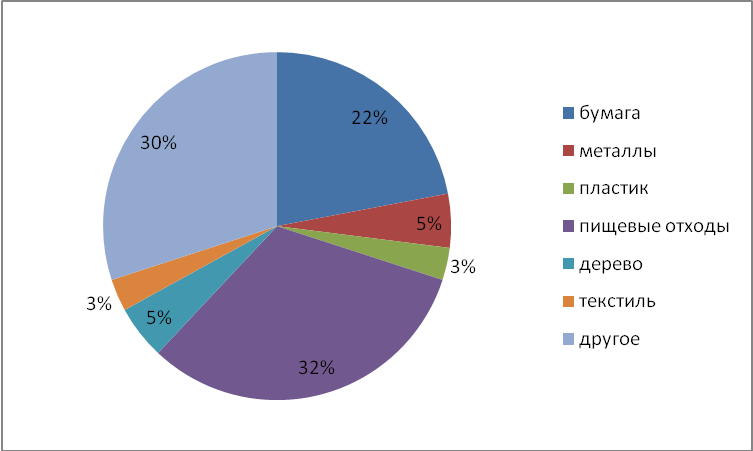 22%
5%
3%
32%
5%
3%
30%
бумага
металлы
пластик
пищевые отходы
дерево
текстиль
другое